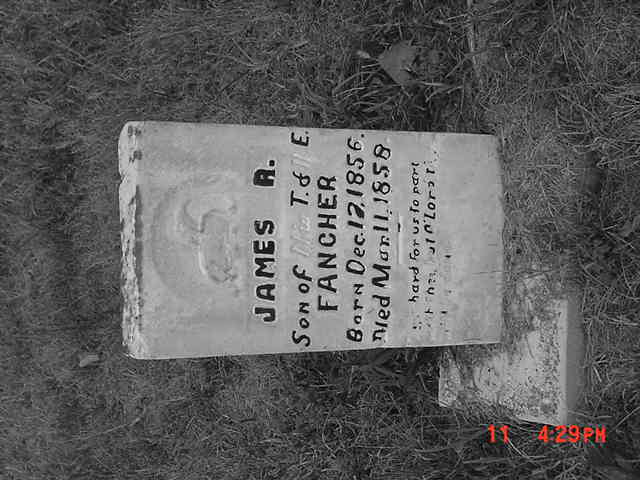 JAMES R.
Son of T. & E.
FANCHER
Born Dec. 12, 1856.
Died Mar. 11, 1858
hard for us to part
11 4:29PM